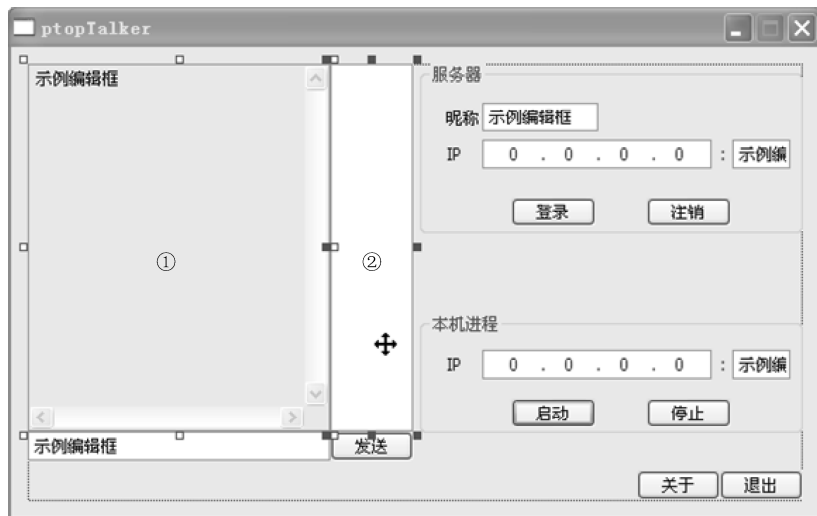 ptopTalker
示例编辑框
①
②
服务器
昵称 示例编辑框
IP 0 . 0 . 0 . 0 : 示例编
登录 注销
本机进程
IP 0 . 0 . 0 . 0 : 示例编
启动 停止
示例编辑框 发送
关于 退出